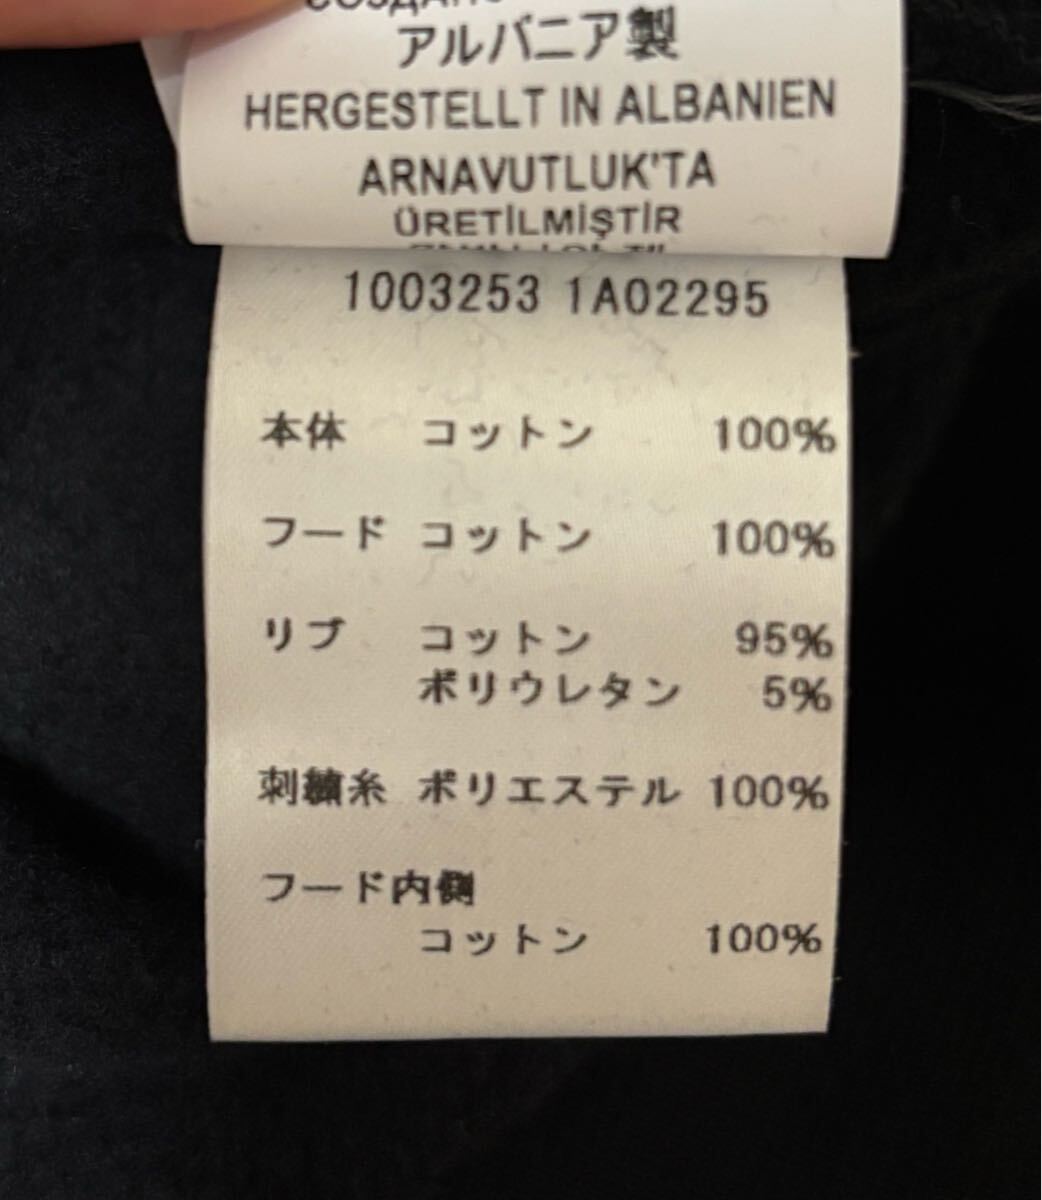 アルバニア製
HERGESTELLT IN ALBANIEN
ARNAVUTLUK'TA
ÜRETİLMİŞTİR
1003253 1A02295
本体 コットン 100%
フード コットン 100%
リブ コットン 95%
ポリウレタン 5%
刺繍糸 ポリエステル 100%
フード内側
コットン 100%